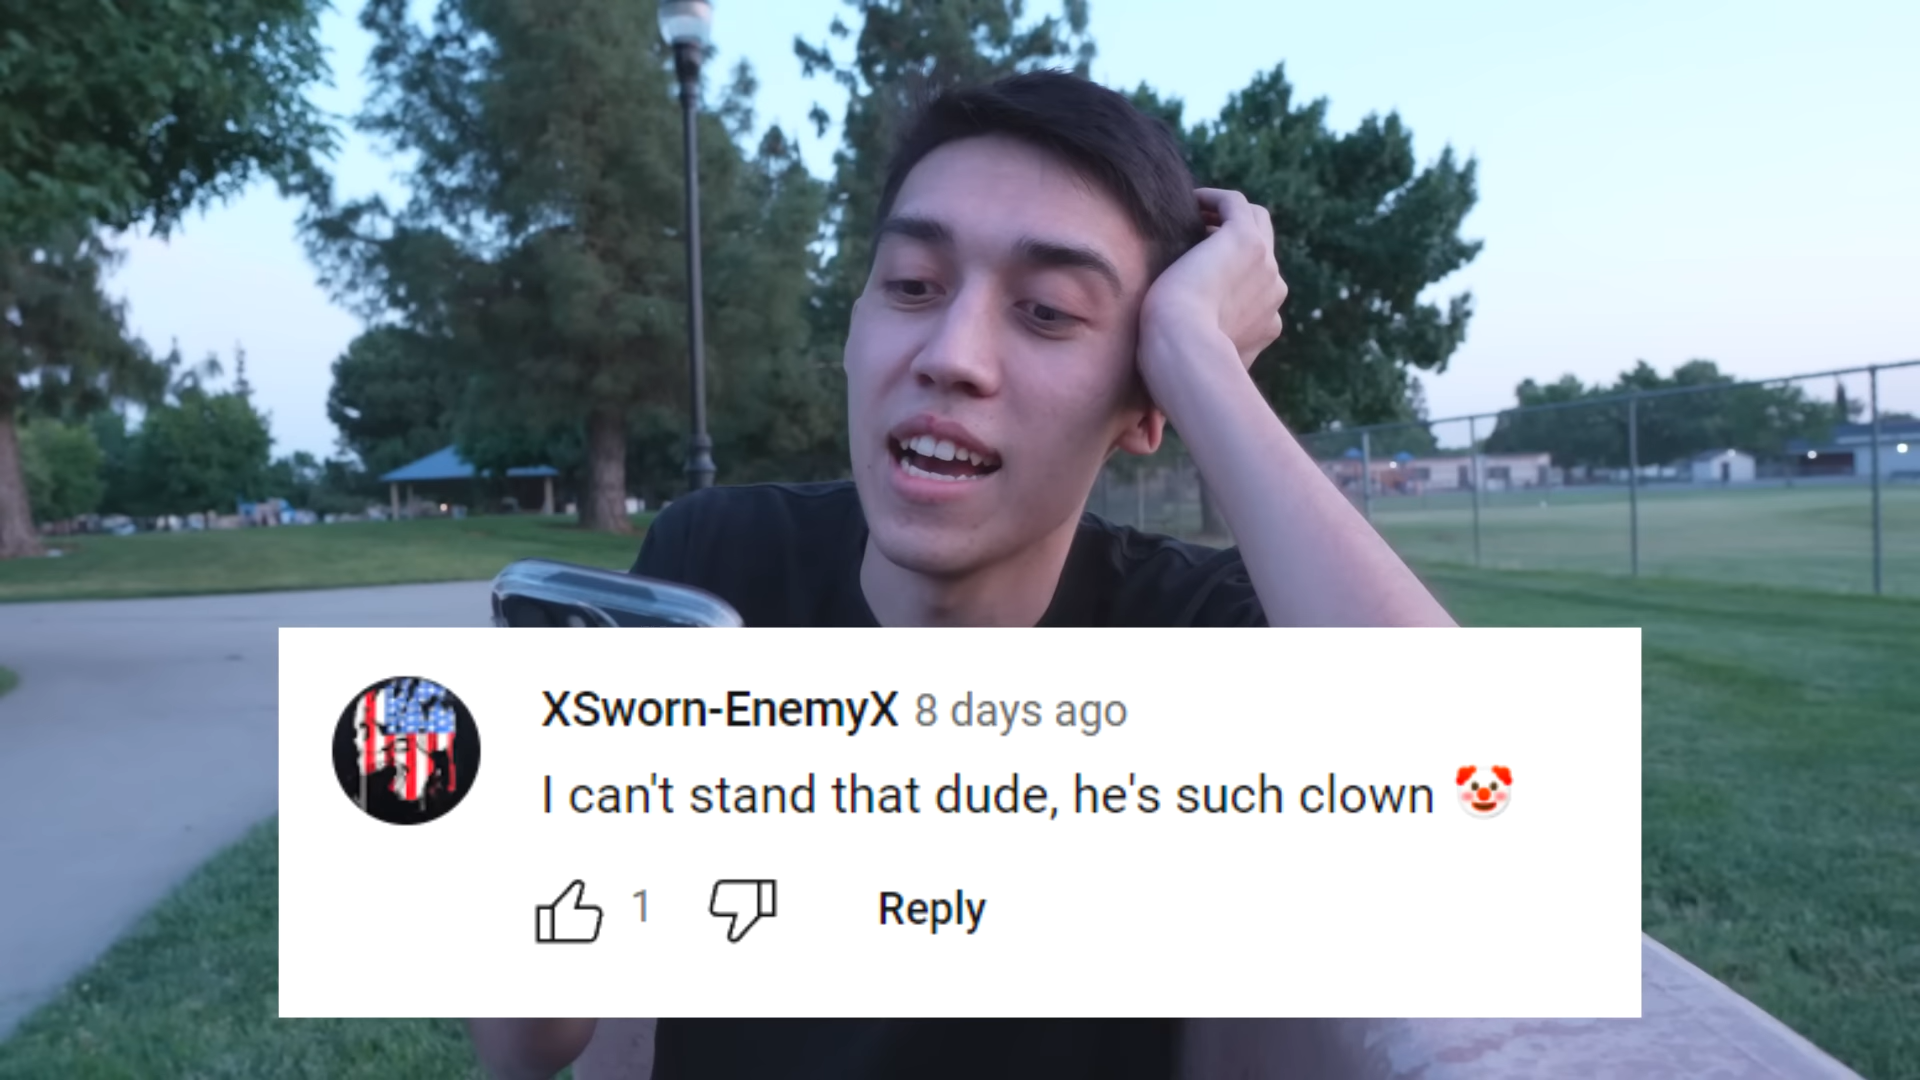 XSworn-EnemyX 8 days ago
I can't stand that dude, he's such clown 🤡
1 Reply